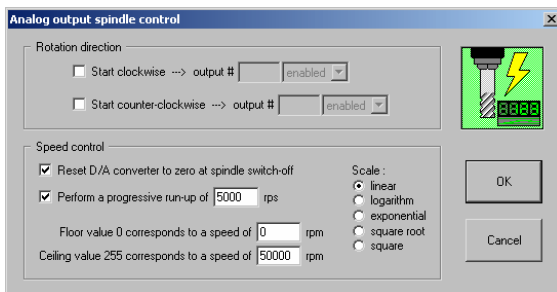 Analog output spindle control
Rotation direction
Start clockwise ---> output # enabled
Start counter-clockwise ---> output # enabled
Speed control
Reset D/A converter to zero at spindle switch-off
Perform a progressive run-up of 5000 rps
Floor value 0 corresponds to a speed of 0 rpm
Ceiling value 255 corresponds to a speed of 50000 rpm
Scale :
linear
logarithm
exponential
square root
square
8888
OK
Cancel